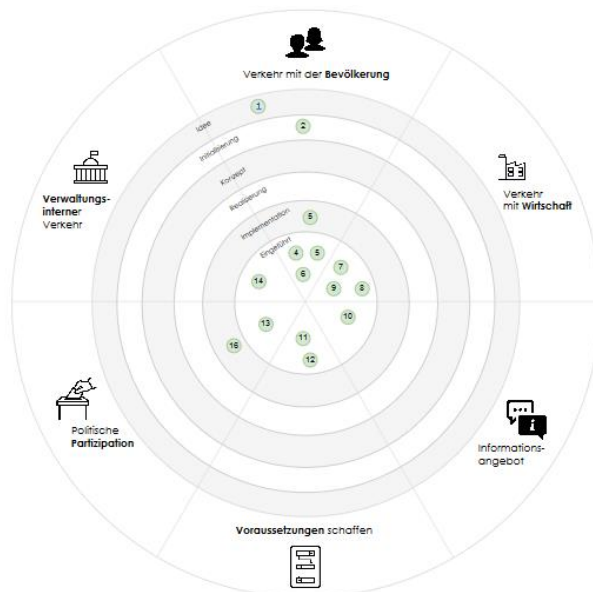 Verkehr mit der Bevölkerung
1
Idee
2
Initialisierung
Konzept
Realisierung
Verwaltungs-
interner
Verkehr
Verkehr
mit Wirtschaft
Implementation
5
Eingeführt
4 5
7
6
14
9 8
10
13
11
16
12
Politische
Partizipation
Informations-
angebot
i
Voraussetzungen schaffen